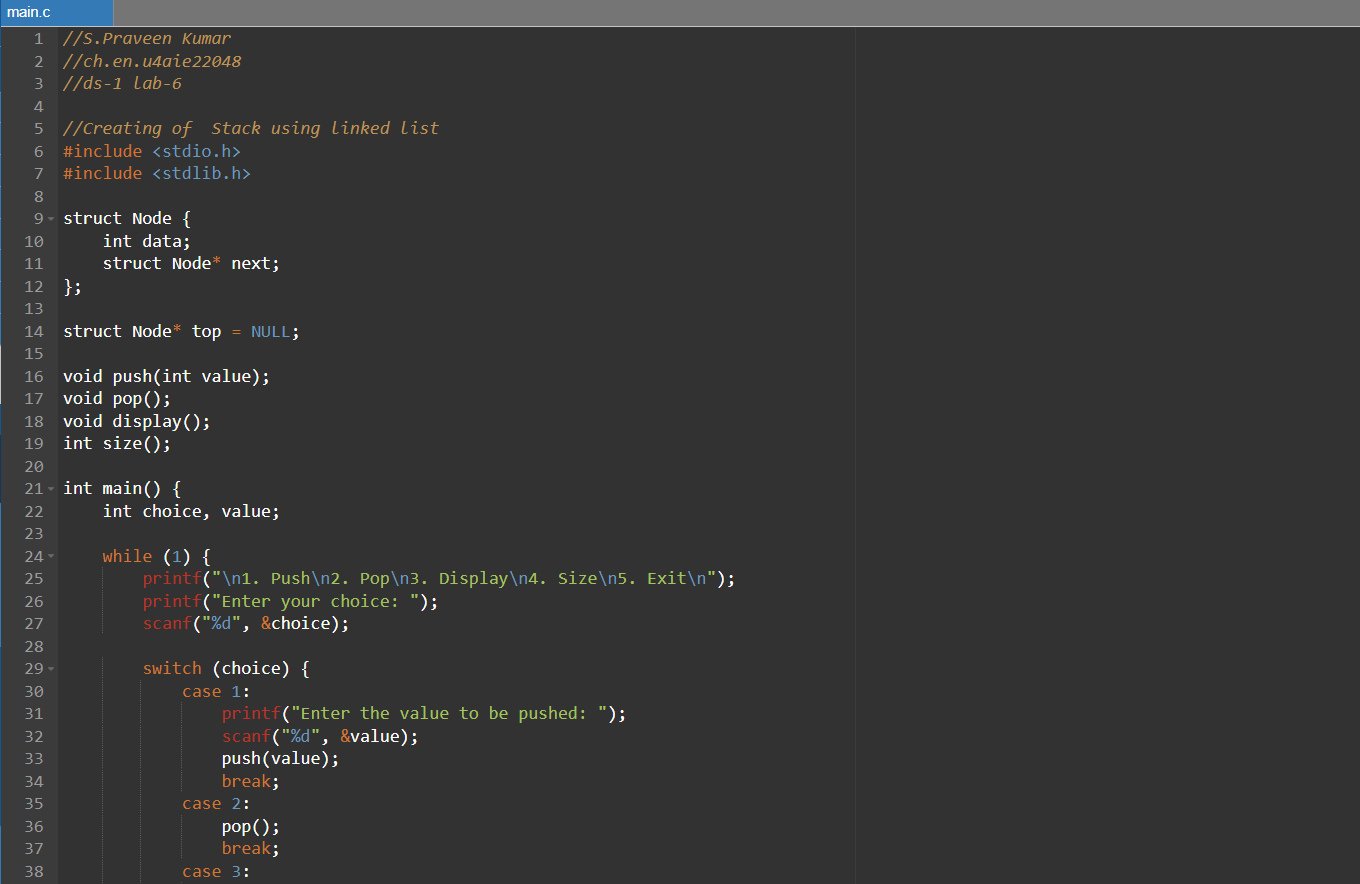 main.c
1 //S.Praveen Kumar
2 //ch.en.u4aie22048
3 //ds-1 lab-6
4
5 //Creating of  Stack using linked list
6 #include <stdio.h>
7 #include <stdlib.h>
8
9 struct Node {
10     int data;
11     struct Node* next;
12 };
13
14 struct Node* top = NULL;
15
16 void push(int value);
17 void pop();
18 void display();
19 int size();
20
21 int main() {
22     int choice, value;
23
24     while (1) {
25         printf("\n1. Push\n2. Pop\n3. Display\n4. Size\n5. Exit\n");
26         printf("Enter your choice: ");
27         scanf("%d", &choice);
28
29         switch (choice) {
30             case 1:
31                 printf("Enter the value to be pushed: ");
32                 scanf("%d", &value);
33                 push(value);
34                 break;
35             case 2:
36                 pop();
37                 break;
38             case 3: